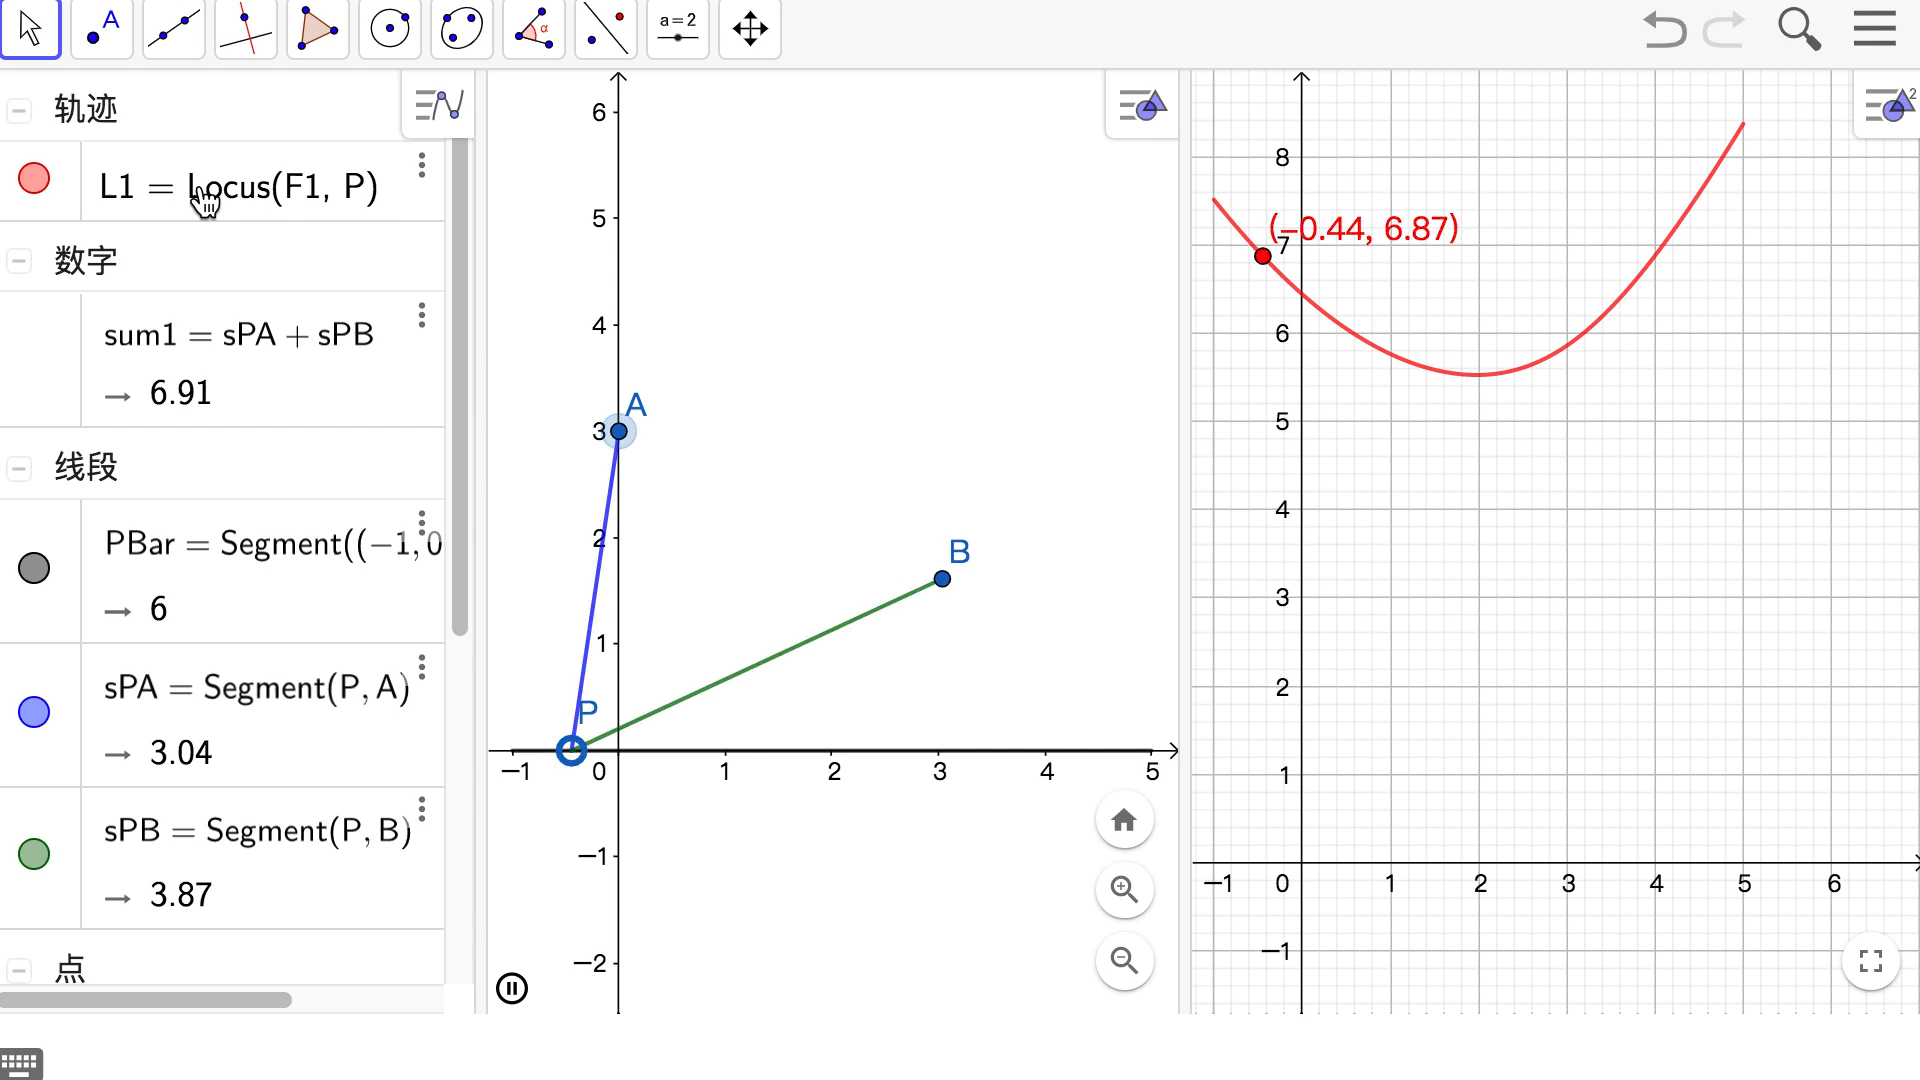 A
α
a=2
轨迹
L1 = Locus(F1, P)
数字
sum1 = sPA + sPB
→ 6.91
线段
PBar = Segment((−1, 0
→ 6
sPA = Segment(P, A)
→ 3.04
sPB = Segment(P, B)
→ 3.87
点
6
5
4
3
2
1
−1
−2
−1
0
1
2
3
4
5
A
B
P
2
(−0.44, 6.87)
8
7
6
5
4
3
2
1
−1
−1
0
1
2
3
4
5
6